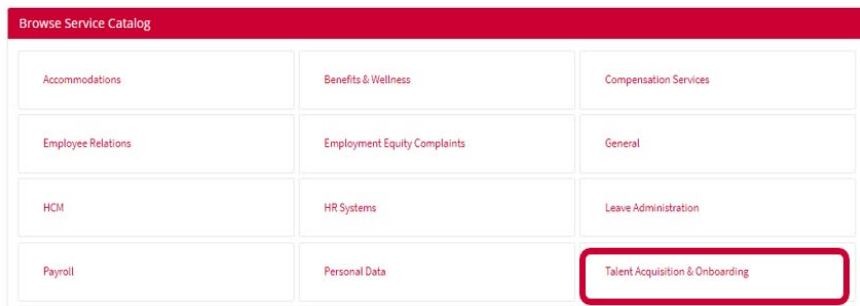 Browse Service Catalog
Accommodations
Benefits & Wellness
Compensation Services
Employee Relations
Employment Equity Complaints
General
HCM
HR Systems
Leave Administration
Payroll
Personal Data
Talent Acquisition & Onboarding